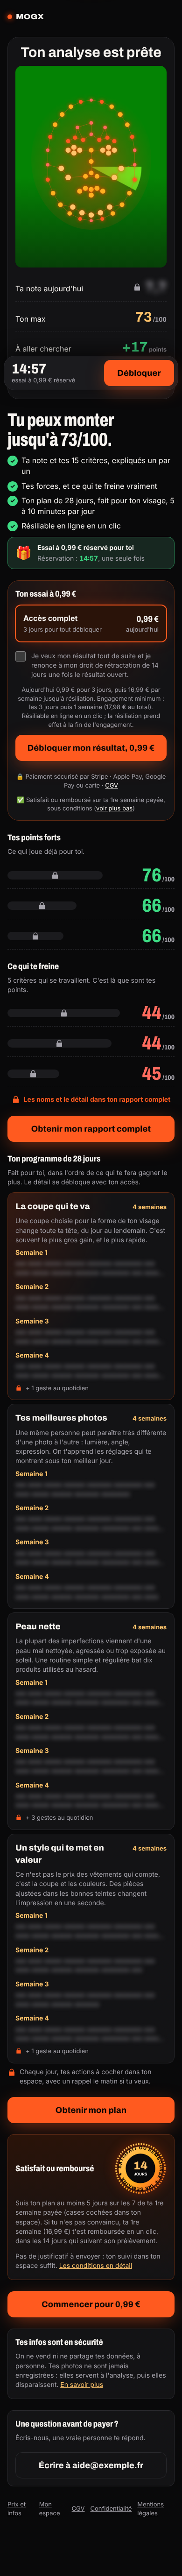 MOGX
Ton analyse est prête
Ta note aujourd'hui
Ton max
73 /100
À aller chercher
+17 points
14:57
essai à 0,99 € réservé
Débloquer
Tu peux monter
jusqu'à 73/100.
Ta note et tes 15 critères, expliqués un par
un
Tes forces, et ce qui te freine vraiment
Ton plan de 28 jours, fait pour ton visage, 5
à 10 minutes par jour
Résiliable en ligne en un clic
Essai à 0,99 € réservé pour toi
Réservation : 14:57, une seule fois
Ton essai à 0,99 €
Accès complet
0,99 €
3 jours pour tout débloquer
aujourd'hui
Je veux mon résultat tout de suite et je
renonce à mon droit de rétractation de 14
jours une fois le résultat ouvert.
Aujourd'hui 0,99 € pour 3 jours, puis 16,99 € par
semaine jusqu'à résiliation. Engagement minimum :
les 3 jours puis 1 semaine (17,98 € au total).
Résiliable en ligne en un clic ; la résiliation prend
effet à la fin de l'engagement.
Débloquer mon résultat, 0,99 €
Paiement sécurisé par Stripe · Apple Pay, Google
Pay ou carte · CGV
Satisfait ou remboursé sur ta 1re semaine payée,
sous conditions (voir plus bas)
Tes points forts
Ce qui joue déjà pour toi.
76 /100
66 /100
66 /100
Ce qui te freine
5 critères qui se travaillent. C'est là que sont tes
points.
44 /100
44 /100
45 /100
Les noms et le détail dans ton rapport complet
Obtenir mon rapport complet
Ton programme de 28 jours
Fait pour toi, dans l'ordre de ce qui te fera gagner le
plus. Le détail se débloque avec ton accès.
La coupe qui te va
4 semaines
Une coupe choisie pour la forme de ton visage
change toute ta tête, du jour au lendemain. C'est
souvent le plus gros gain, et le plus rapide.
Semaine 1
Semaine 2
Semaine 3
Semaine 4
+ 1 geste au quotidien
Tes meilleures photos
4 semaines
Une même personne peut paraître très différente
d'une photo à l'autre : lumière, angle,
expression. On t'apprend les réglages qui te
montrent sous ton meilleur jour.
Semaine 1
Semaine 2
Semaine 3
Semaine 4
Peau nette
4 semaines
La plupart des imperfections viennent d'une
peau mal nettoyée, agressée ou trop exposée au
soleil. Une routine simple et régulière bat dix
produits utilisés au hasard.
Semaine 1
Semaine 2
Semaine 3
Semaine 4
+ 3 gestes au quotidien
Un style qui te met en
valeur
4 semaines
Ce n'est pas le prix des vêtements qui compte,
c'est la coupe et les couleurs. Des pièces
ajustées dans les bonnes teintes changent
l'impression en une seconde.
Semaine 1
Semaine 2
Semaine 3
Semaine 4
+ 1 geste au quotidien
Chaque jour, tes actions à cocher dans ton
espace, avec un rappel le matin si tu veux.
Obtenir mon plan
Satisfait ou remboursé
14
JOURS
Suis ton plan au moins 5 jours sur les 7 de ta 1re
semaine payée (cases cochées dans ton
espace). Si tu n'es pas convaincu, ta 1re
semaine (16,99 €) t'est remboursée en un clic,
dans les 14 jours qui suivent son prélèvement.
Pas de justificatif à envoyer : ton suivi dans ton
espace suffit. Les conditions en détail
Commencer pour 0,99 €
Tes infos sont en sécurité
On ne vend ni ne partage tes données, à
personne. Tes photos ne sont jamais
enregistrées : elles servent à l'analyse, puis elles
disparaissent. En savoir plus
Une question avant de payer ?
Écris-nous, une vraie personne te répond.
Écrire à aide@exemple.fr
Prix et
infos
Mon
espace
CGV
Confidentialité
Mentions
légales